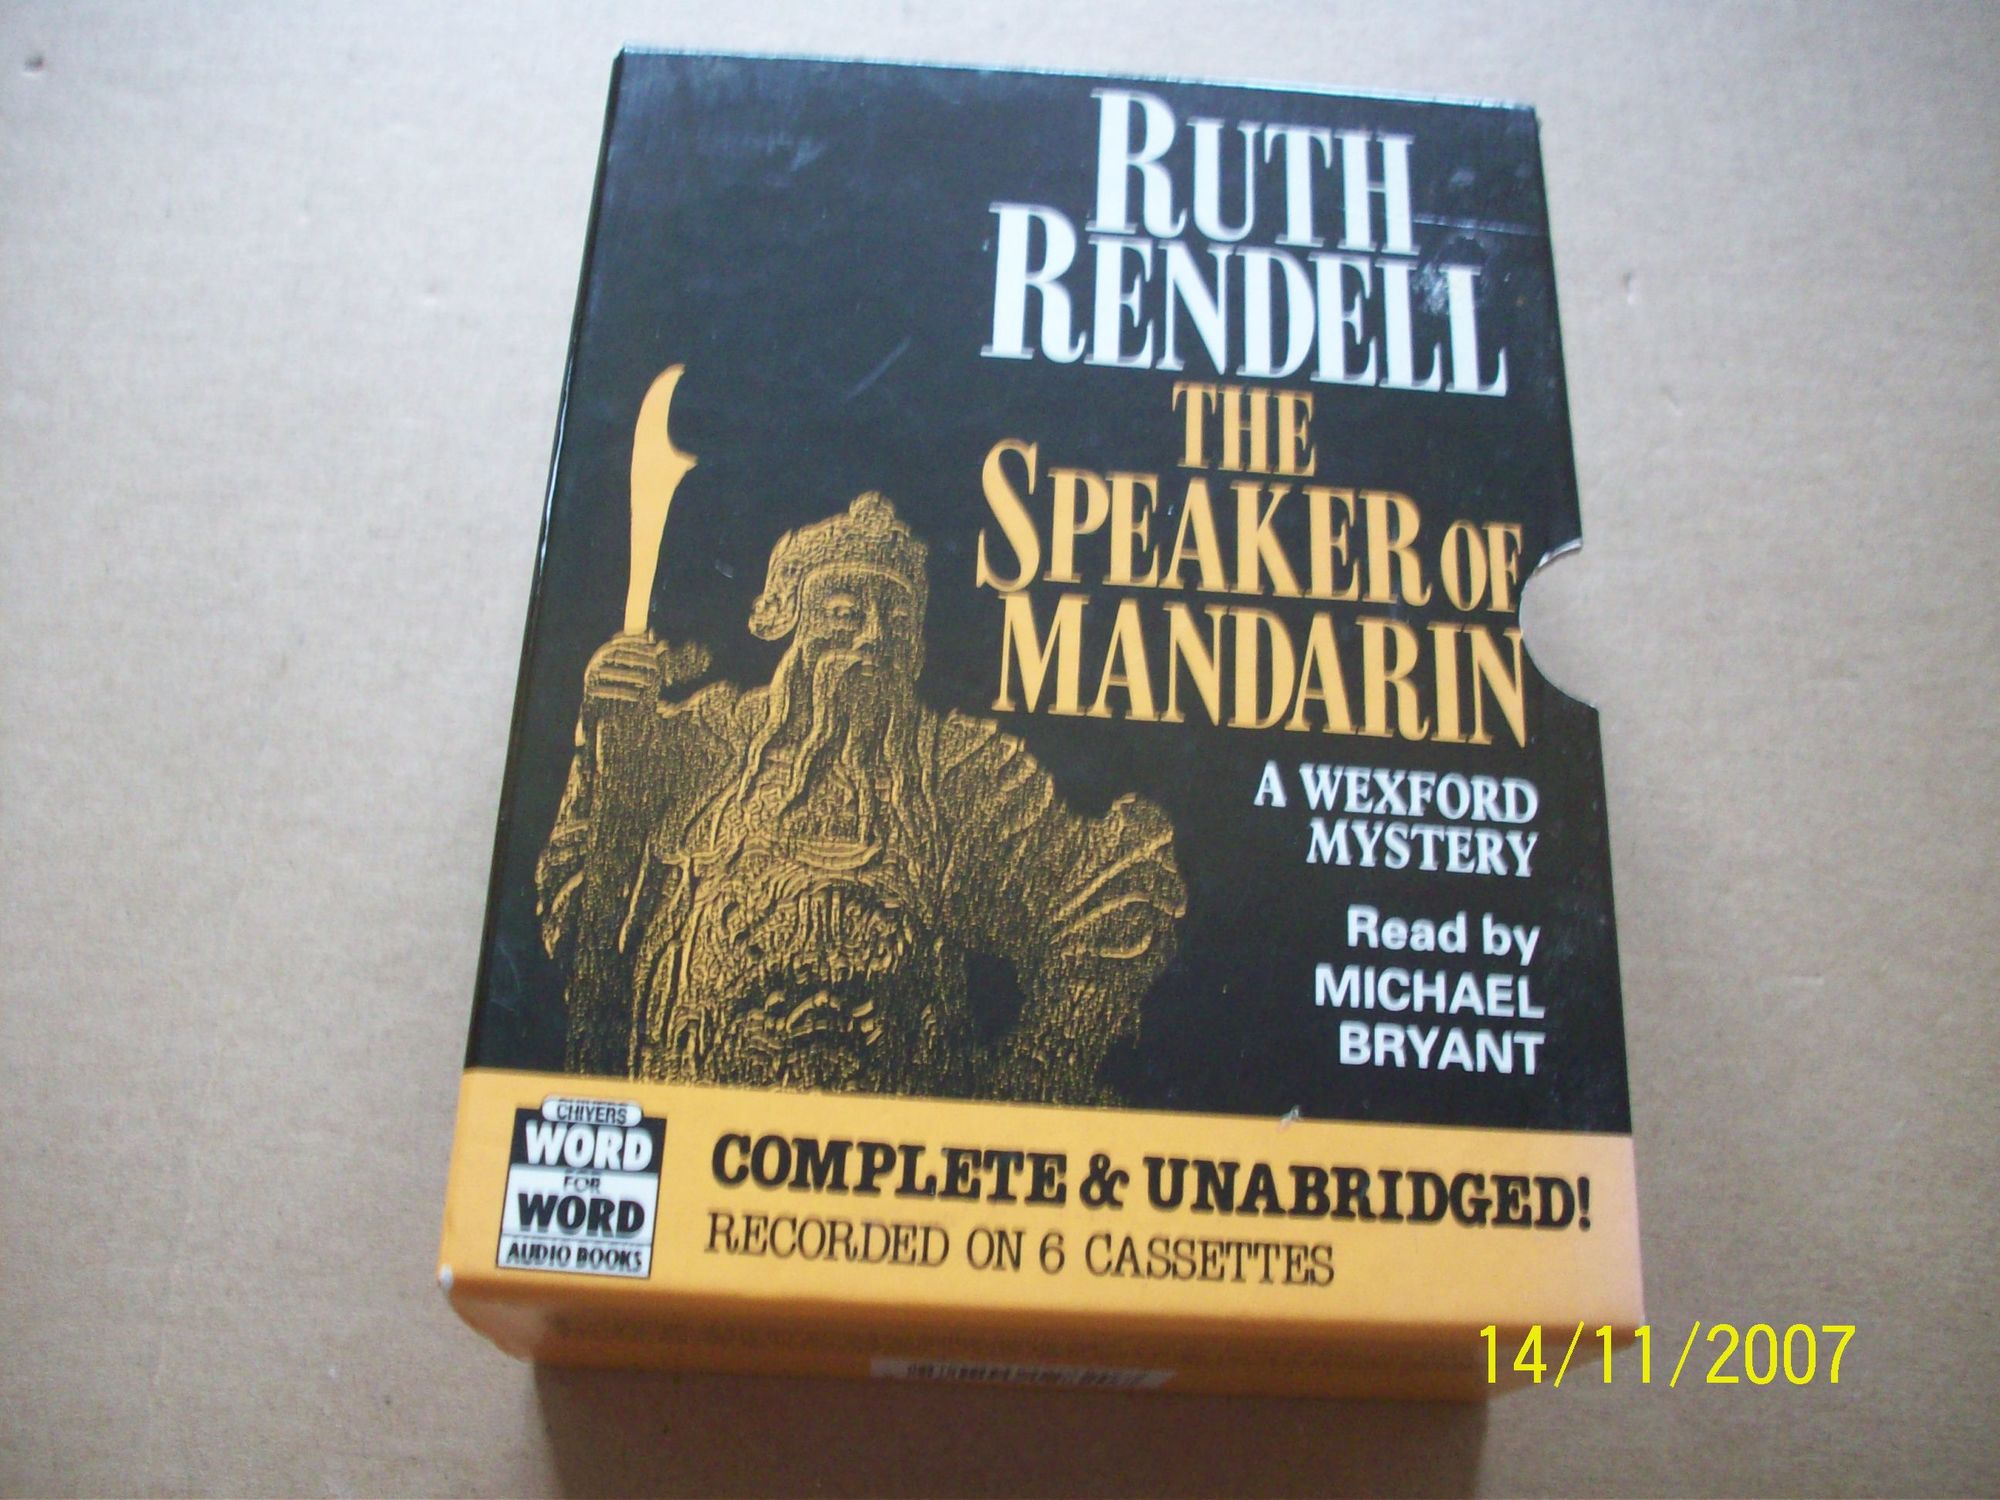 RUTH
RENDELL
THE
SPEAKER OF
MANDARIN
A WEXFORD
MYSTERY
Read by
MICHAEL
BRYANT
CHIVERS
WORD
FOR
WORD
AUDIO BOOKS
COMPLETE & UNABRIDGED!
RECORDED ON 6 CASSETTES
14/11/2007